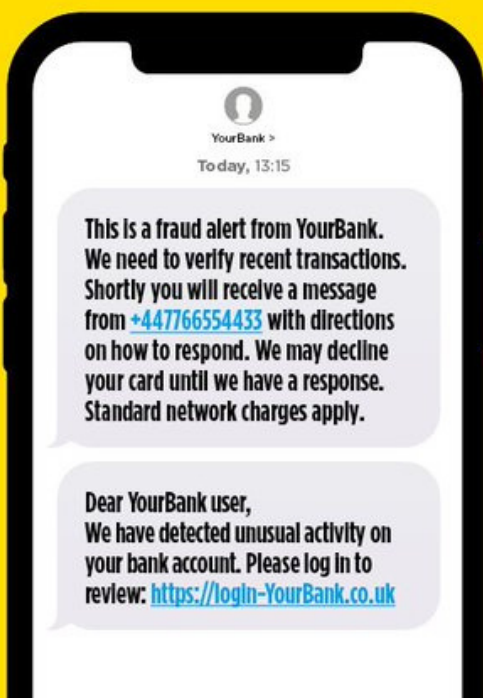 YourBank >
Today, 13:15
This is a fraud alert from YourBank.
We need to verify recent transactions.
Shortly you will receive a message
from +447766554433 with directions
on how to respond. We may decline
your card until we have a response.
Standard network charges apply.
Dear YourBank user,
We have detected unusual activity on
your bank account. Please log in to
review: https://login-YourBank.co.uk